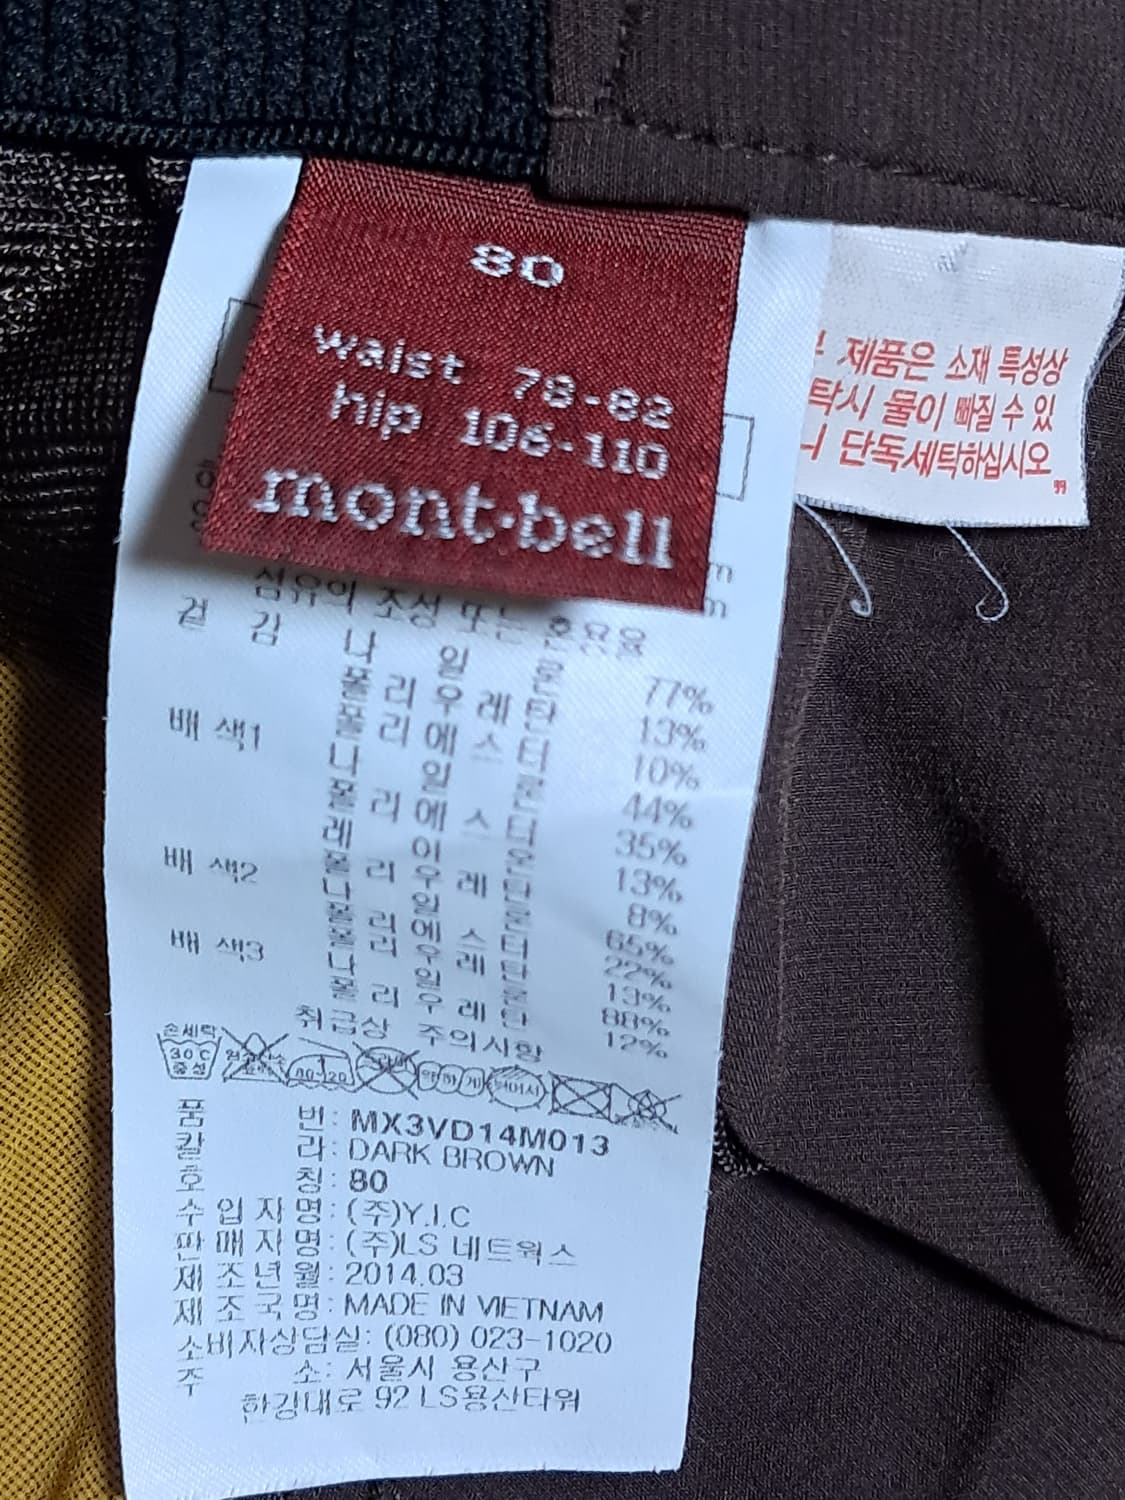 80
waist 78-82
hip 106-110
mont-bell
제품은 소재 특성상
탁시 물이 빠질 수 있
니 단독세탁하십시오
m
m
섬유의 조성 또는 혼용율
겉 감 나 일 론 77%
폴 리 우 레 탄 13%
폴 리 에 스 터 10%
배 색1 나 일 론 44%
폴 리 에 스 터 35%
레 이 온 13%
폴 리 우 레 탄 8%
배 색2 나 일 론 65%
폴 리 에 스 터 22%
폴 리 우 레 탄 13%
배 색3 나 일 론 88%
폴 리 우 레 탄 12%
취급상 주의사항
손세탁
30 C
중성
80-120
약하게
품 번: MX3VD14M013
칼 라: DARK BROWN
호 칭: 80
수 입 자 명: (주)Y.I.C
판 매 자 명: (주)LS 네트웍스
제 조 년 월: 2014.03
제 조 국 명: MADE IN VIETNAM
소비자상담실: (080) 023-1020
주 소: 서울시 용산구
한강대로 92 LS용산타워